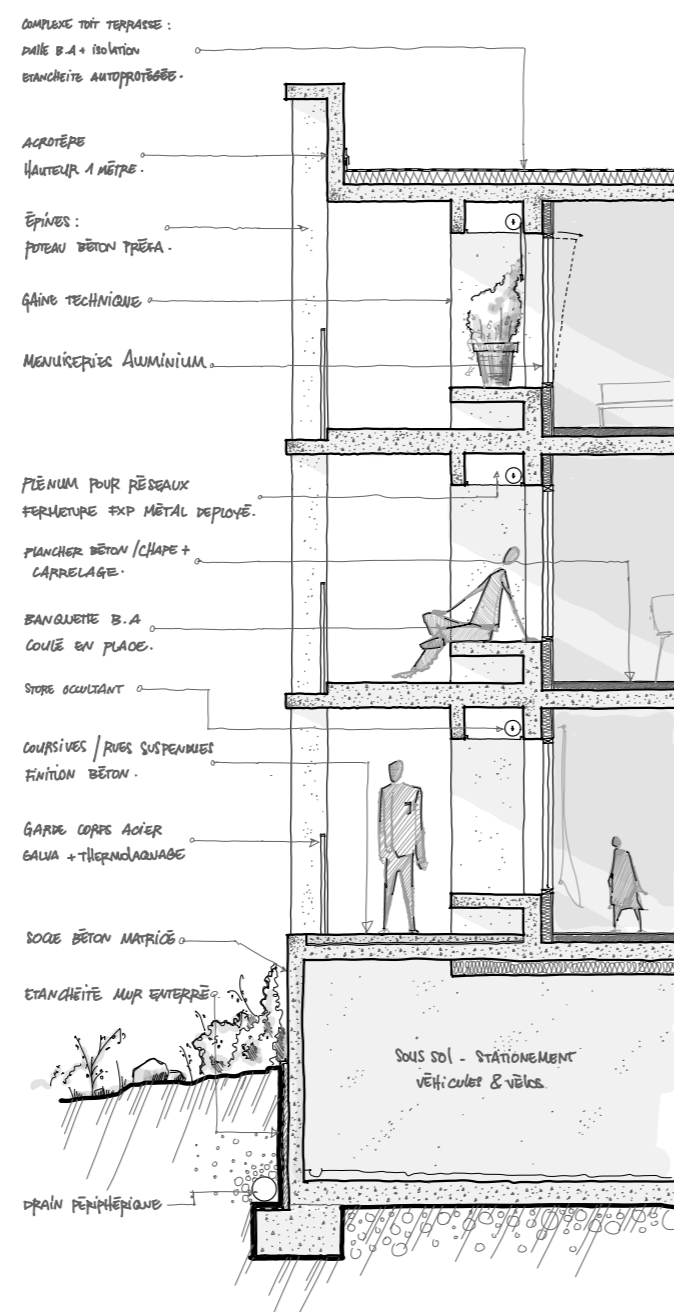 COMPLEXE TOIT TERRASSE :
DALLE B.A + isolation
ETANCHEITE AUTOPROTÉGÉE.
ACROTÈRE
HAUTEUR 1 MÈTRE.
ÉPINES :
POTEAU BÉTON PRÉFA.
GAINE TECHNIQUE
MENUISERIES ALUMINIUM
PLÉNUM POUR RÉSEAUX
FERMETURE EXP MÉTAL DEPLOYÉ.
PLANCHER BÉTON / CHAPE +
CARRELAGE.
BANQUETTE B.A
COULÉ EN PLACE.
STORE OCCULTANT
COURSIVES / RUES SUSPENDUES
FINITION BÉTON.
GARDE CORPS ACIER
GALVA + THERMOLAQUAGE
SOCLE BÉTON MATRICÉ
ETANCHEITÉ MUR ENTERRÉ
SOUS SOL - STATIONEMENT
VÉHICULES & VÉLOS.
DRAIN PÉRIPHÉRIQUE